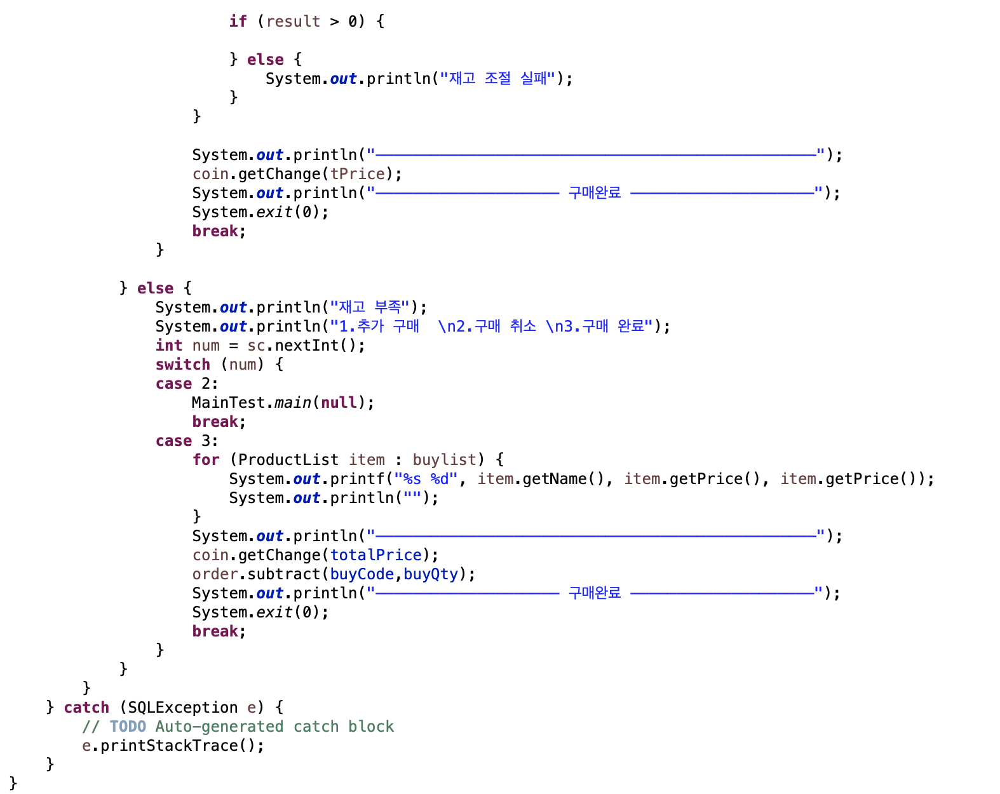 if (result > 0) {
} else {
System.out.println("재고 조절 실패");
}
}
System.out.println("────────────────────────────────────────────────");
coin.getChange(tPrice);
System.out.println("──────────────────── 구매완료 ────────────────────");
System.exit(0);
break;
}
} else {
System.out.println("재고 부족");
System.out.println("1.추가 구매  \n2.구매 취소 \n3.구매 완료");
int num = sc.nextInt();
switch (num) {
case 2:
MainTest.main(null);
break;
case 3:
for (ProductList item : buylist) {
System.out.printf("%s %d", item.getName(), item.getPrice(), item.getPrice());
System.out.println("");
}
System.out.println("────────────────────────────────────────────────");
coin.getChange(totalPrice);
order.subtract(buyCode,buyQty);
System.out.println("──────────────────── 구매완료 ────────────────────");
System.exit(0);
break;
}
}
}
} catch (SQLException e) {
// TODO Auto-generated catch block
e.printStackTrace();
}
}